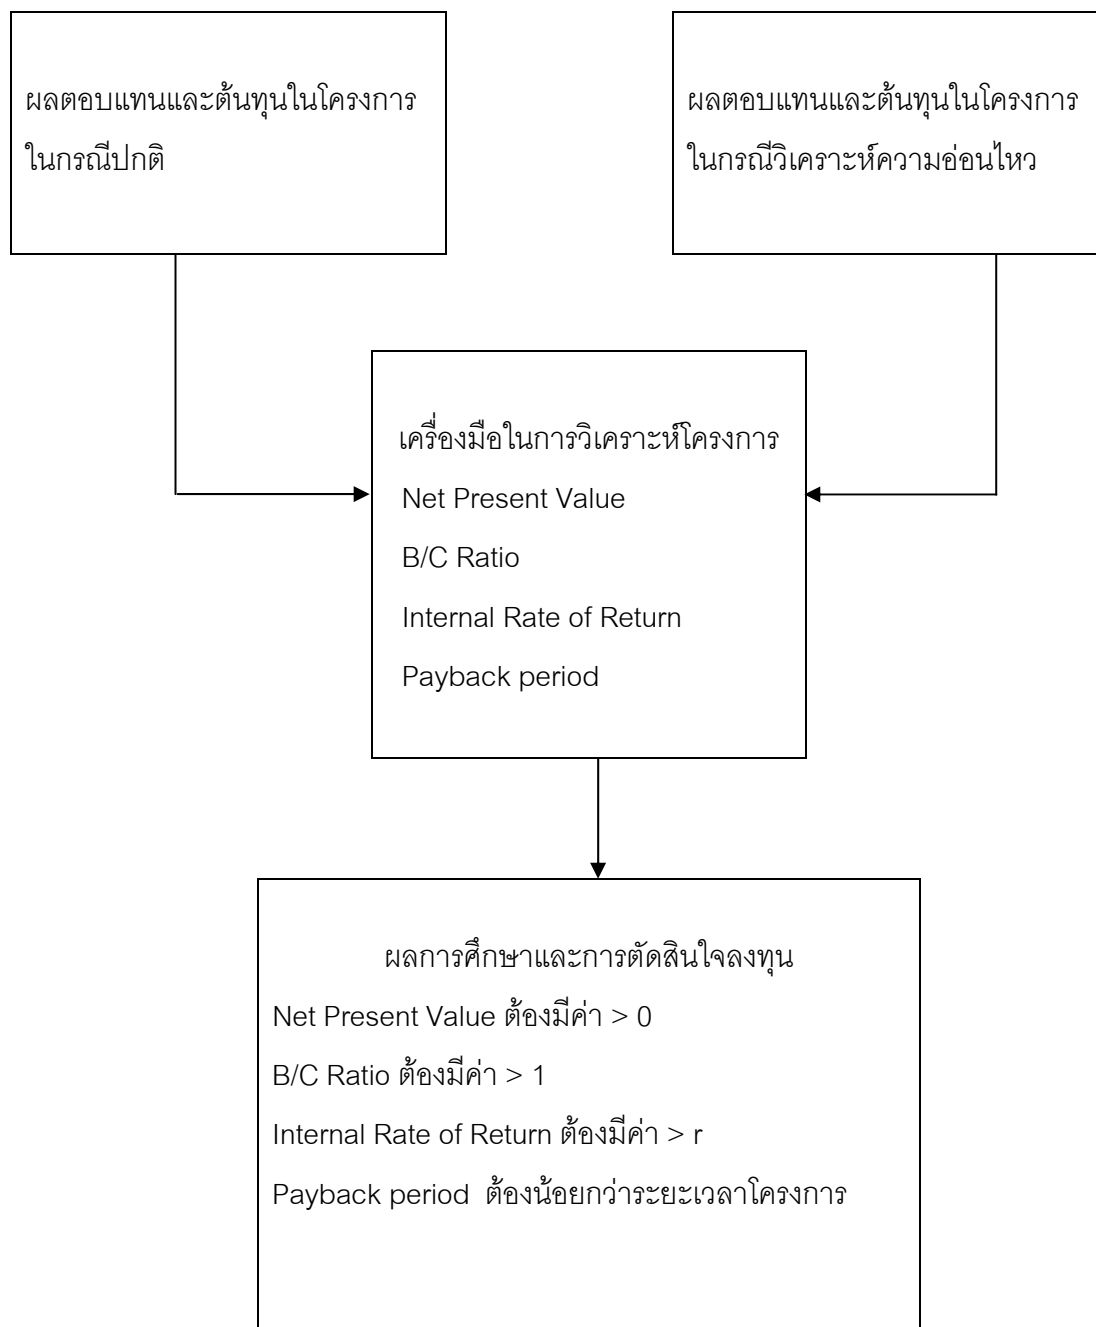 ผลตอบแทนและต้นทุนในโครงการ
ในกรณีปกติ
ผลตอบแทนและต้นทุนในโครงการ
ในกรณีวิเคราะห์ความอ่อนไหว
เครื่องมือในการวิเคราะห์โครงการ
Net Present Value
B/C Ratio
Internal Rate of Return
Payback period
ผลการศึกษาและการตัดสินใจลงทุน
Net Present Value ต้องมีค่า > 0
B/C Ratio ต้องมีค่า > 1
Internal Rate of Return ต้องมีค่า > r
Payback period ต้องน้อยกว่าระยะเวลาโครงการ